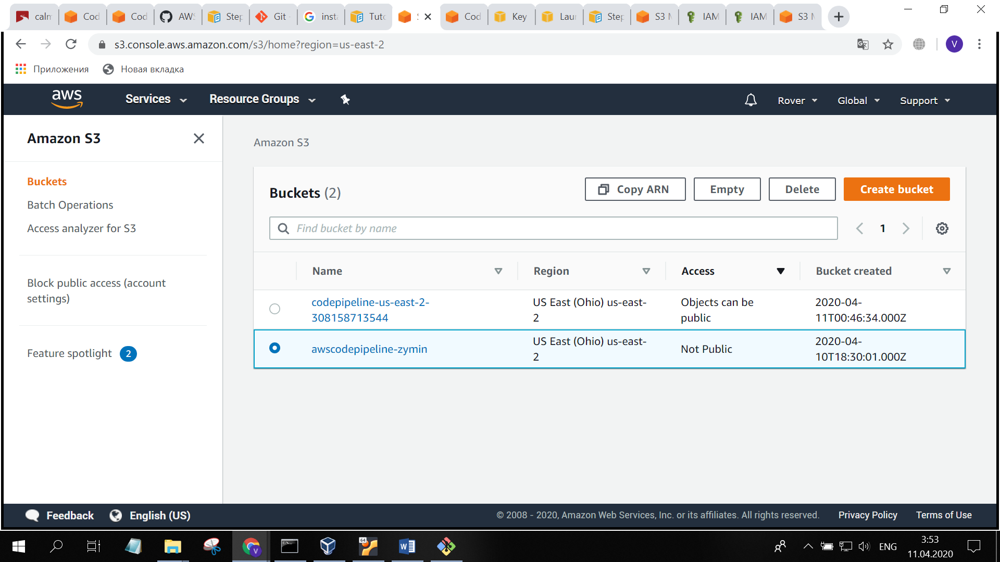 calm
Cod
Cod
AWS
Step
Git
insta
Tuto
Cod
Key
Laun
Step
S3 M
IAM
IAM
S3 M
s3.console.aws.amazon.com/s3/home?region=us-east-2
V
Приложения
Новая вкладка
aws
Services
Resource Groups
Rover
Global
Support
Amazon S3
Buckets
Batch Operations
Access analyzer for S3
Block public access (account
settings)
Feature spotlight 2
Amazon S3
Buckets (2)
Copy ARN
Empty
Delete
Create bucket
Find bucket by name
1
Name
Region
Access
Bucket created
codepipeline-us-east-2-
308158713544
US East (Ohio) us-east-
2
Objects can be
public
2020-04-
11T00:46:34.000Z
awscodepipeline-zymin
US East (Ohio) us-east-
2
Not Public
2020-04-
10T18:30:01.000Z
Feedback
English (US)
© 2008 - 2020, Amazon Web Services, Inc. or its affiliates. All rights reserved.
Privacy Policy
Terms of Use
64
ENG
3:53
11.04.2020